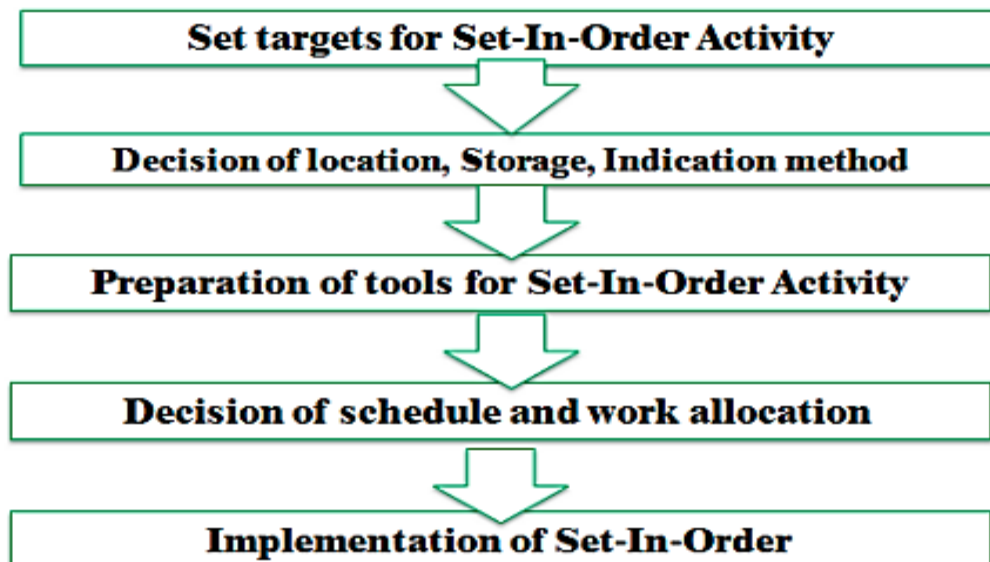 Set targets for Set-In-Order Activity
Decision of location, Storage, Indication method
Preparation of tools for Set-In-Order Activity
Decision of schedule and work allocation
Implementation of Set-In-Order